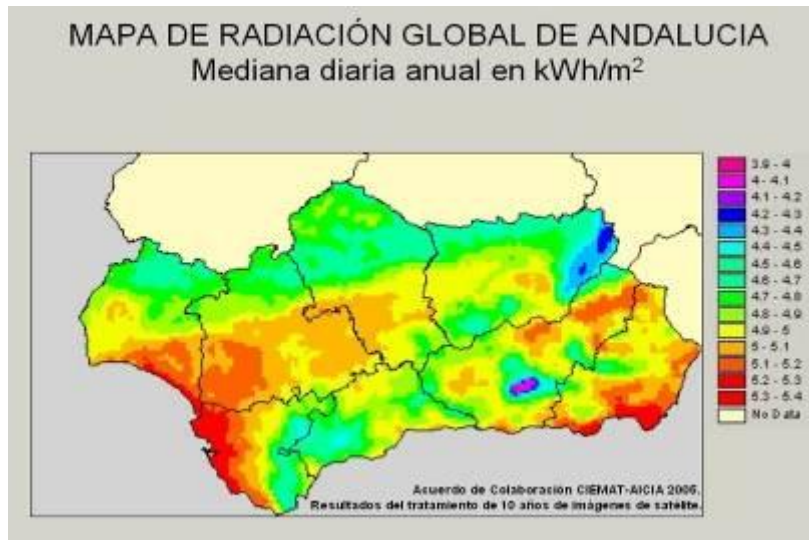 MAPA DE RADIACIÓN GLOBAL DE ANDALUCIA
Mediana diaria anual en kWh/m²
3.9 - 4
4 - 4.1
4.1 - 4.2
4.2 - 4.3
4.3 - 4.4
4.4 - 4.5
4.5 - 4.6
4.6 - 4.7
4.7 - 4.8
4.8 - 4.9
4.9 - 5
5 - 5.1
5.1 - 5.2
5.2 - 5.3
5.3 - 5.4
No Data
Acuerdo de Colaboración CIEMAT-AICIA 2005.
Resultados del tratamiento de 10 años de imágenes de satélite.